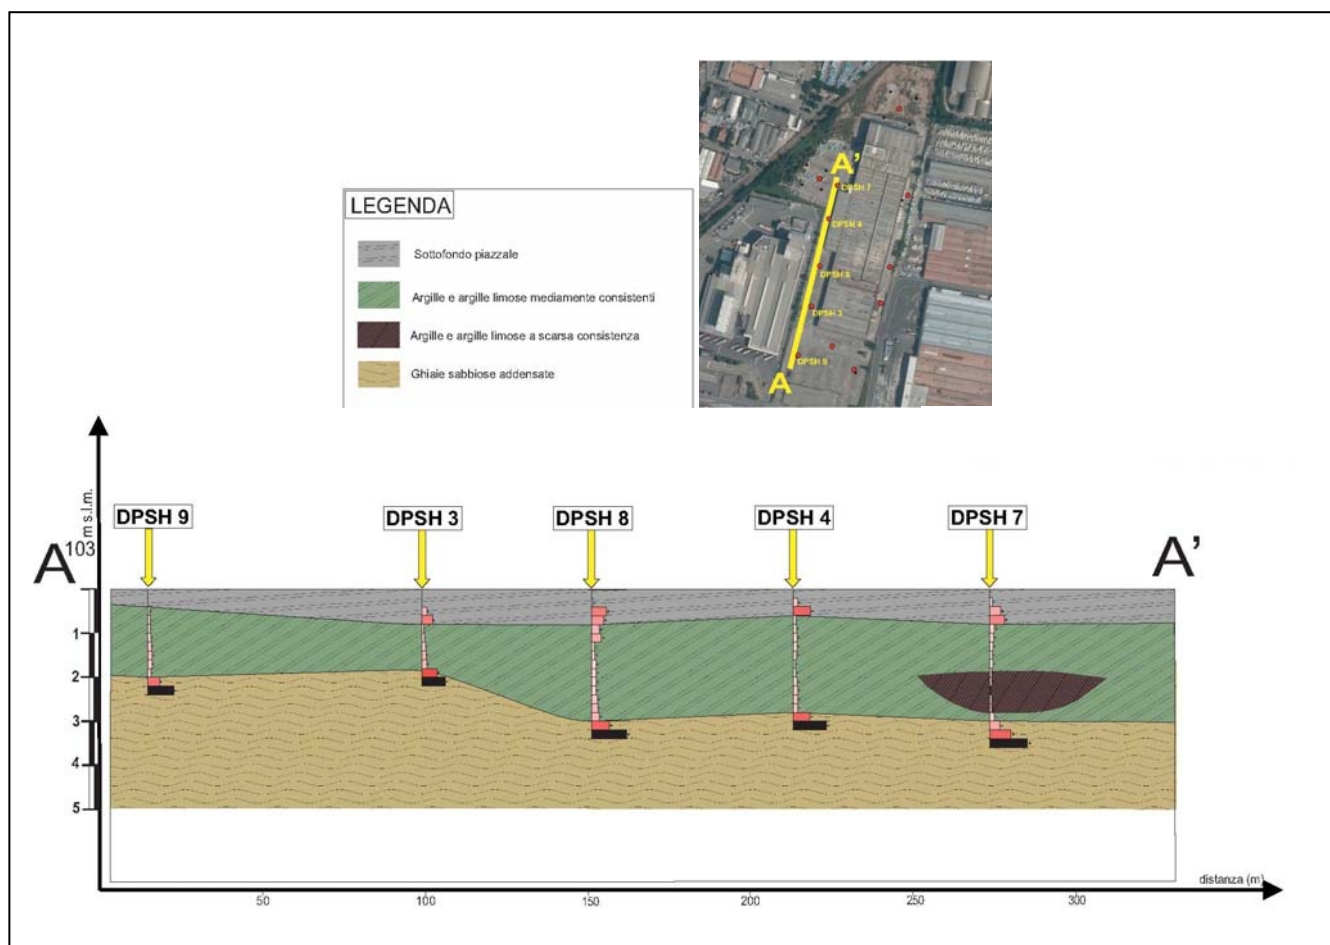 LEGENDA
Sottofondo piazzale
Argille e argille limose mediamente consistenti
Argille e argille limose a scarsa consistenza
Ghiaie sabbiose addensate
A'
DPSH 7
DPSH 4
DPSH 8
DPSH 3
DPSH 9
A
m s.l.m.
103
DPSH 9
DPSH 3
DPSH 8
DPSH 4
DPSH 7
A
A'
1
2
3
4
5
50
100
150
200
250
300
distanza (m)